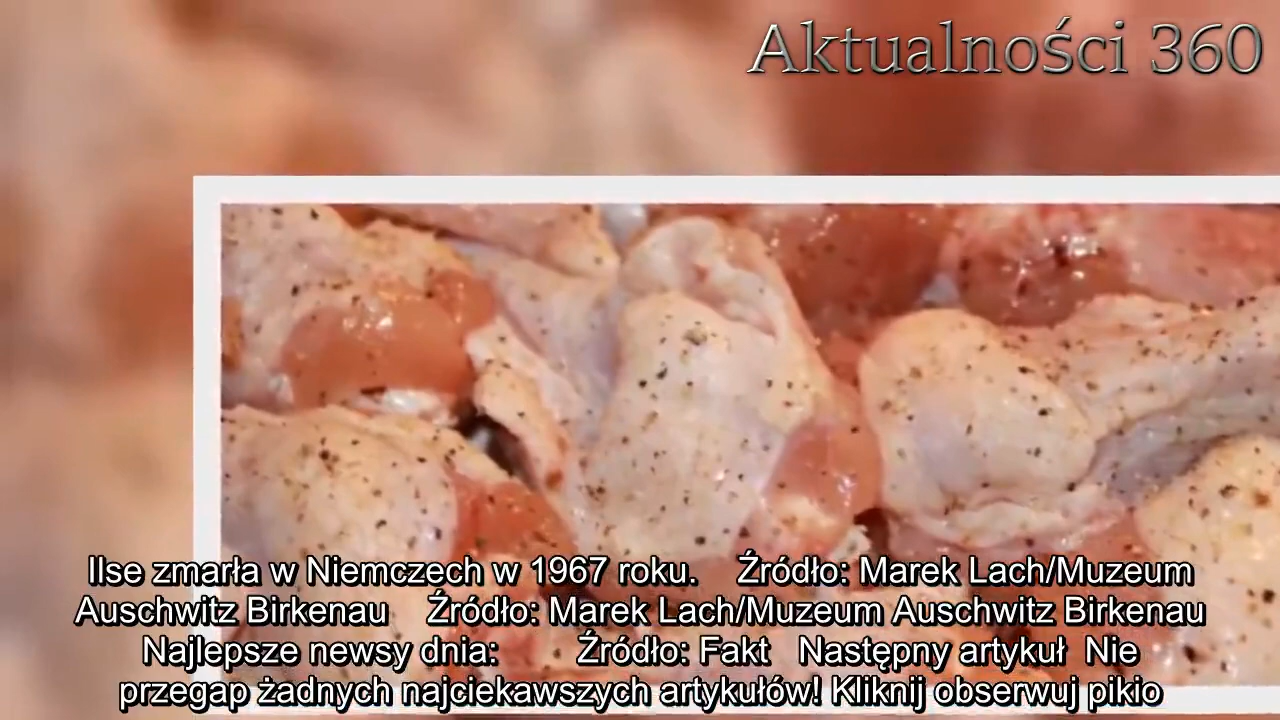 Aktualności 360
Ilse zmarła w Niemczech w 1967 roku. Źródło: Marek Lach/Muzeum
Auschwitz Birkenau Źródło: Marek Lach/Muzeum Auschwitz Birkenau
Najlepsze newsy dnia: Źródło: Fakt Następny artykuł Nie
przegap żadnych najciekawszych artykułów! Kliknij obserwuj pikio